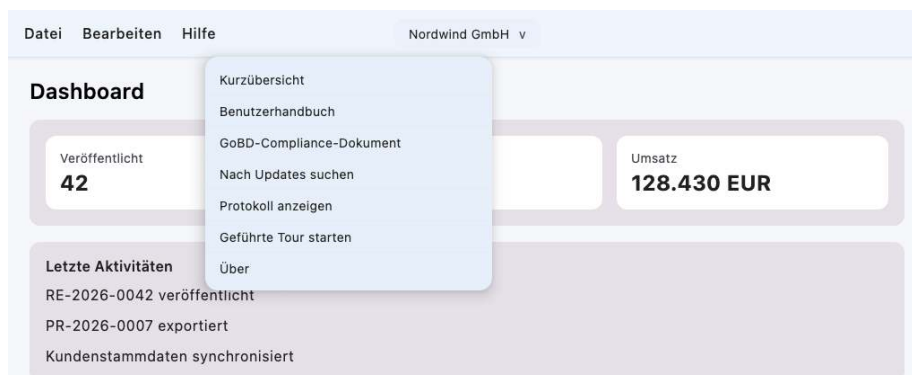 Datei Bearbeiten Hilfe Nordwind GmbH v
Dashboard
Kurzübersicht
Benutzerhandbuch
GoBD-Compliance-Dokument
Nach Updates suchen
Protokoll anzeigen
Geführte Tour starten
Über
Veröffentlicht
42
Umsatz
128.430 EUR
Letzte Aktivitäten
RE-2026-0042 veröffentlicht
PR-2026-0007 exportiert
Kundenstammdaten synchronisiert